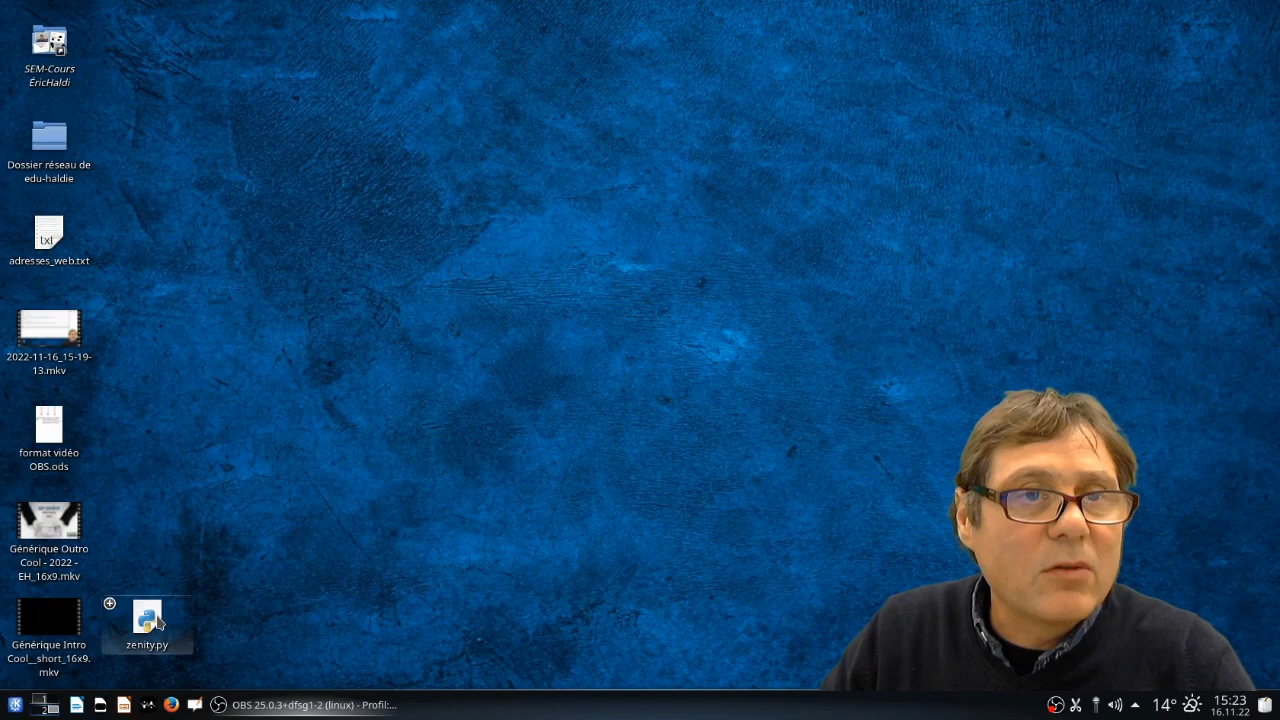 SEM-Cours
ÉricHaldi
Dossier réseau de
edu-haldie
txt
adresses_web.txt
2022-11-16_15-19-
13.mkv
format vidéo
OBS.ods
Générique Outro
Cool - 2022 -
EH_16x9.mkv
Générique Intro
Cool__short_16x9.
mkv
zenity.py
1
2
OBS 25.0.3+dfsg1-2 (linux) - Profil:...
14°
15:23
16.11.22